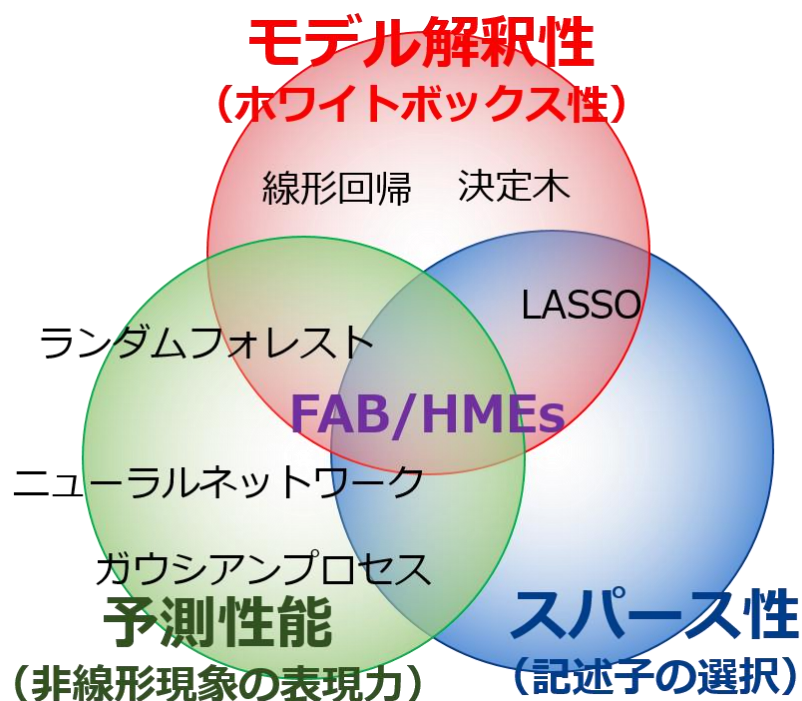 モデル解釈性
（ホワイトボックス性）
線形回帰
決定木
LASSO
ランダムフォレスト
FAB/HMEs
ニューラルネットワーク
ガウシアンプロセス
予測性能
（非線形現象の表現力）
スパース性
（記述子の選択）